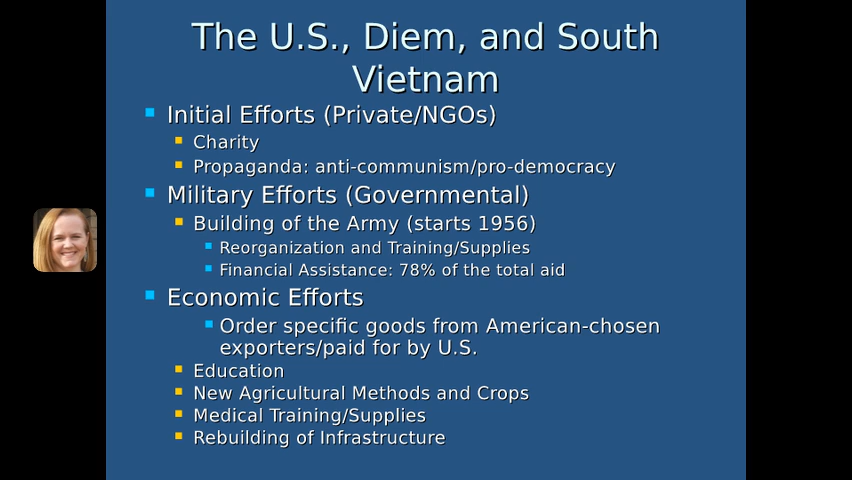 The U.S., Diem, and South
Vietnam
Initial Efforts (Private/NGOs)
Charity
Propaganda: anti-communism/pro-democracy
Military Efforts (Governmental)
Building of the Army (starts 1956)
Reorganization and Training/Supplies
Financial Assistance: 78% of the total aid
Economic Efforts
Order specific goods from American-chosen
exporters/paid for by U.S.
Education
New Agricultural Methods and Crops
Medical Training/Supplies
Rebuilding of Infrastructure